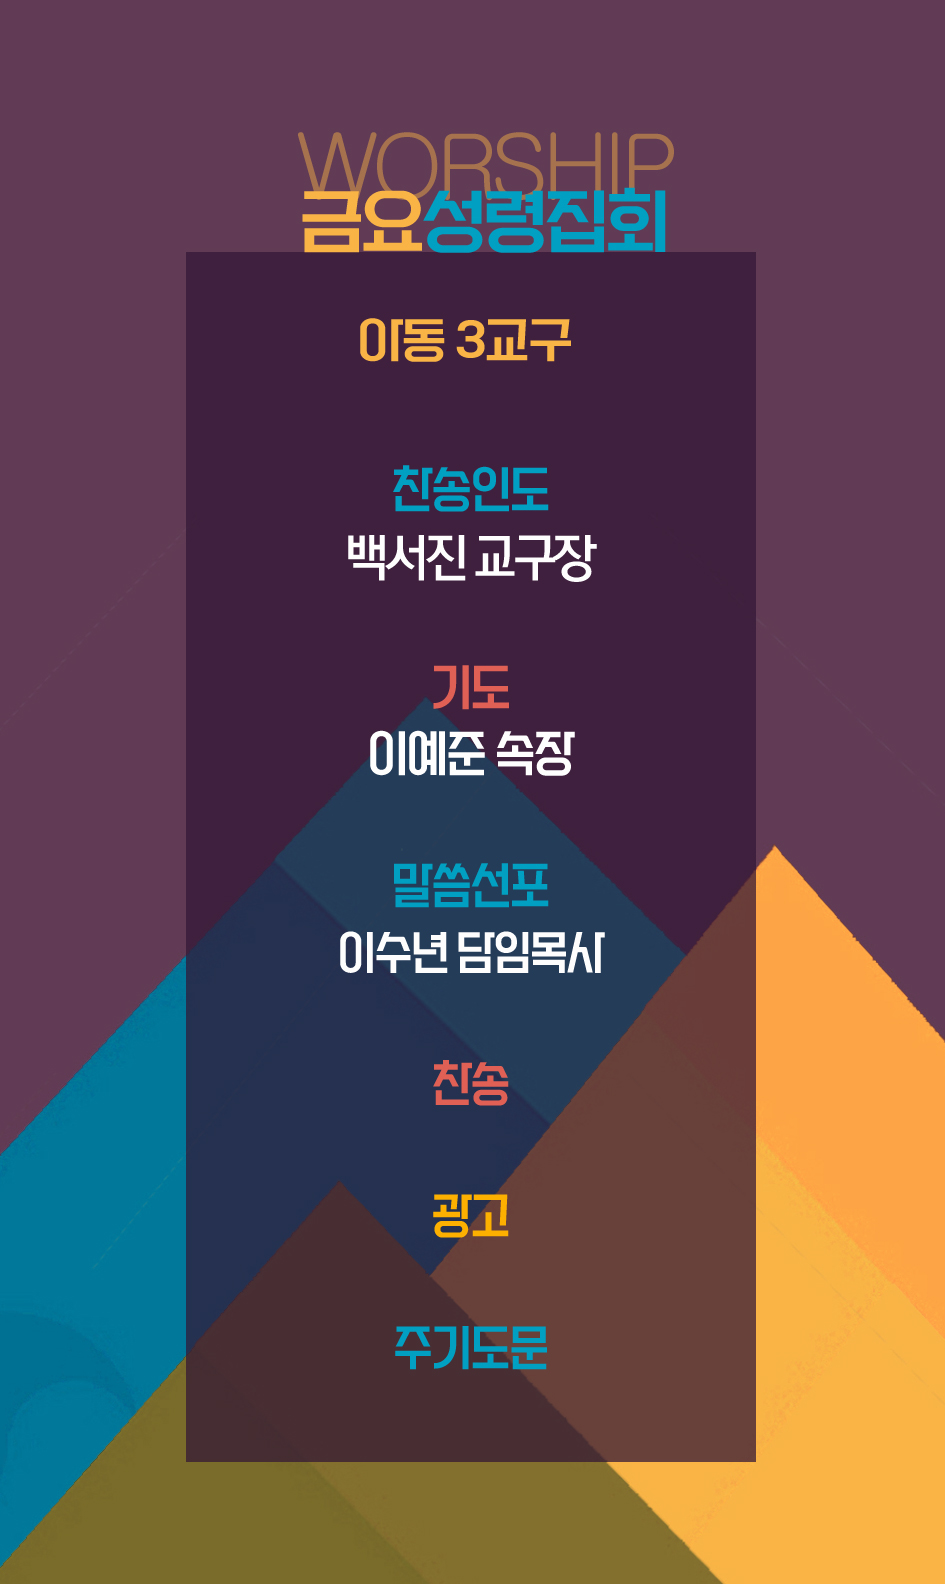 WORSHIP
금요성령집회
아동 3교구
찬송인도
백서진 교구장
기도
이예준 속장
말씀선포
이수년 담임목사
찬송
광고
주기도문